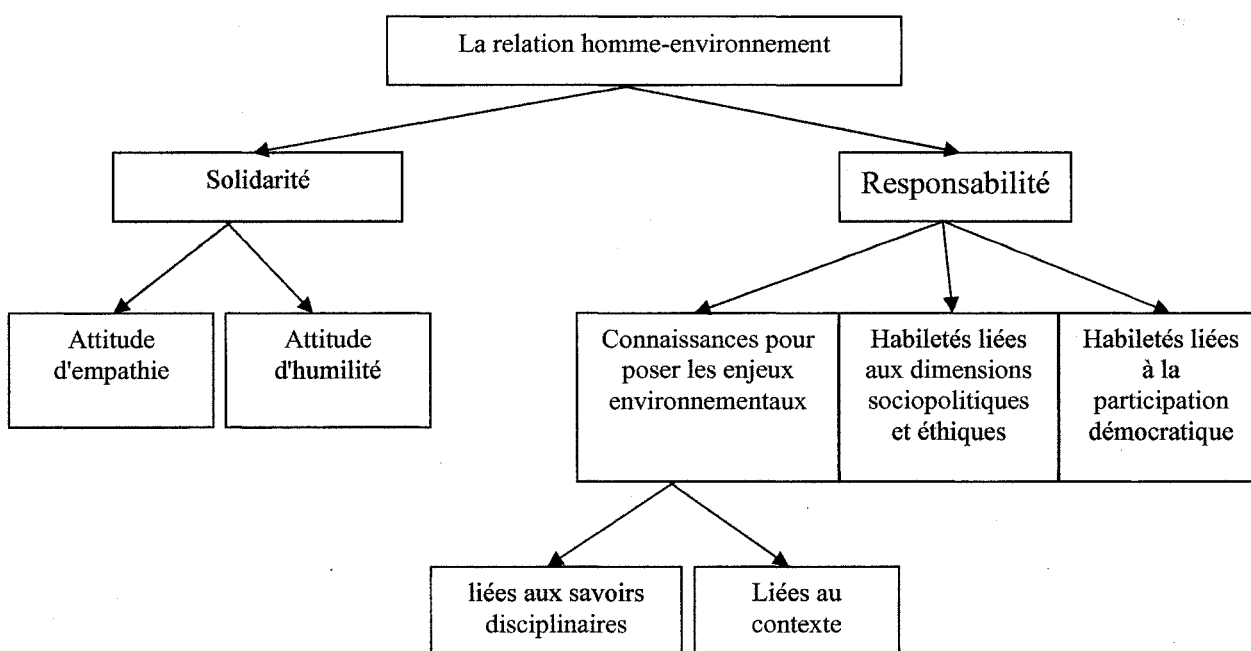 La relation homme-environnement
Solidarité
Responsabilité
Attitude
d'empathie
Attitude
d'humilité
Connaissances pour
poser les enjeux
environnementaux
Habiletés liées
aux dimensions
sociopolitiques
et éthiques
Habiletés liées
à la
participation
démocratique
liées aux savoirs
disciplinaires
Liées au
contexte